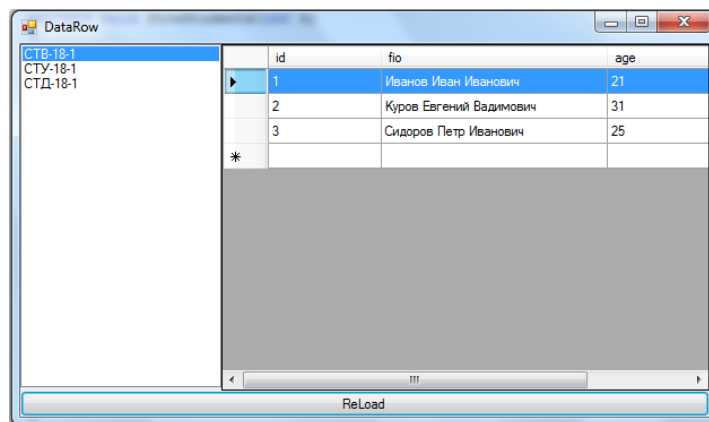 DataRow
СТВ-18-1
СТУ-18-1
СТД-18-1
id fio age
1 Иванов Иван Иванович 21
2 Куров Евгений Вадимович 31
3 Сидоров Петр Иванович 25
ReLoad